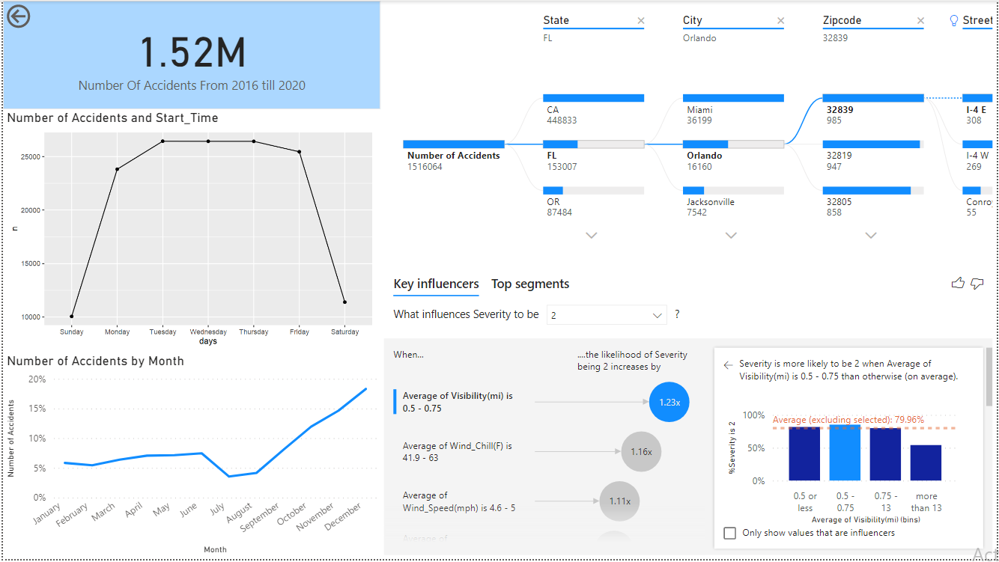 1.52M
Number Of Accidents From 2016 till 2020
Number of Accidents and Start_Time
n
25000
20000
15000
10000
Sunday Monday Tuesday Wednesday Thursday Friday Saturday
days
Number of Accidents by Month
Number of Accidents
20%
15%
10%
5%
0%
January February March April May June July August September October November December
Month
State
FL
City
Orlando
Zipcode
32839
Street
Number of Accidents
1516064
CA
448833
FL
153007
OR
87484
Miami
36199
Orlando
16160
Jacksonville
7542
32839
985
32819
947
32805
858
I-4 E
308
I-4 W
269
Conro
55
Key influencers Top segments
What influences Severity to be 2 ?
When...
....the likelihood of Severity
being 2 increases by
Average of Visibility(mi) is
0.5 - 0.75
1.23x
Average of Wind_Chill(F) is
41.9 - 63
1.16x
Average of
Wind_Speed(mph) is 4.6 - 5
1.11x
Average of
Severity is more likely to be 2 when Average of
Visibility(mi) is 0.5 - 0.75 than otherwise (on average).
%Severity is 2
100%
50%
0%
Average (excluding selected): 79.96%
0.5 or
less
0.5 -
0.75
0.75 -
13
more
than 13
Average of Visibility(mi) (bins)
Only show values that are influencers
Act